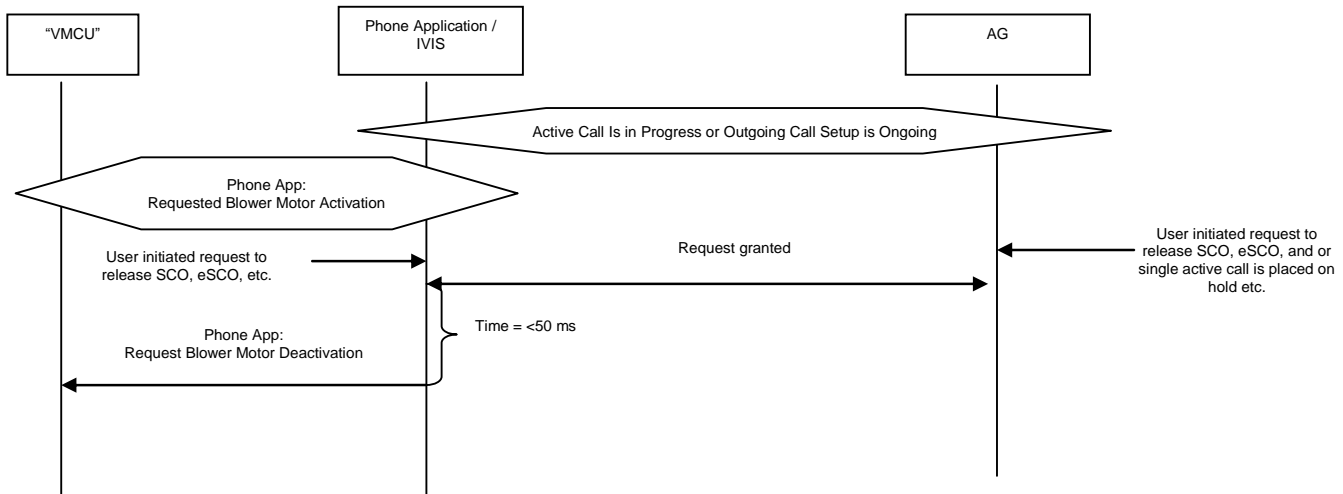 “VMCU”
Phone Application /
IVIS
AG
Active Call Is in Progress or Outgoing Call Setup is Ongoing
Phone App:
Requested Blower Motor Activation
User initiated request to
release SCO, eSCO, etc.
Request granted
User initiated request to
release SCO, eSCO, and or
single active call is placed on
hold etc.
Time = <50 ms
Phone App:
Request Blower Motor Deactivation